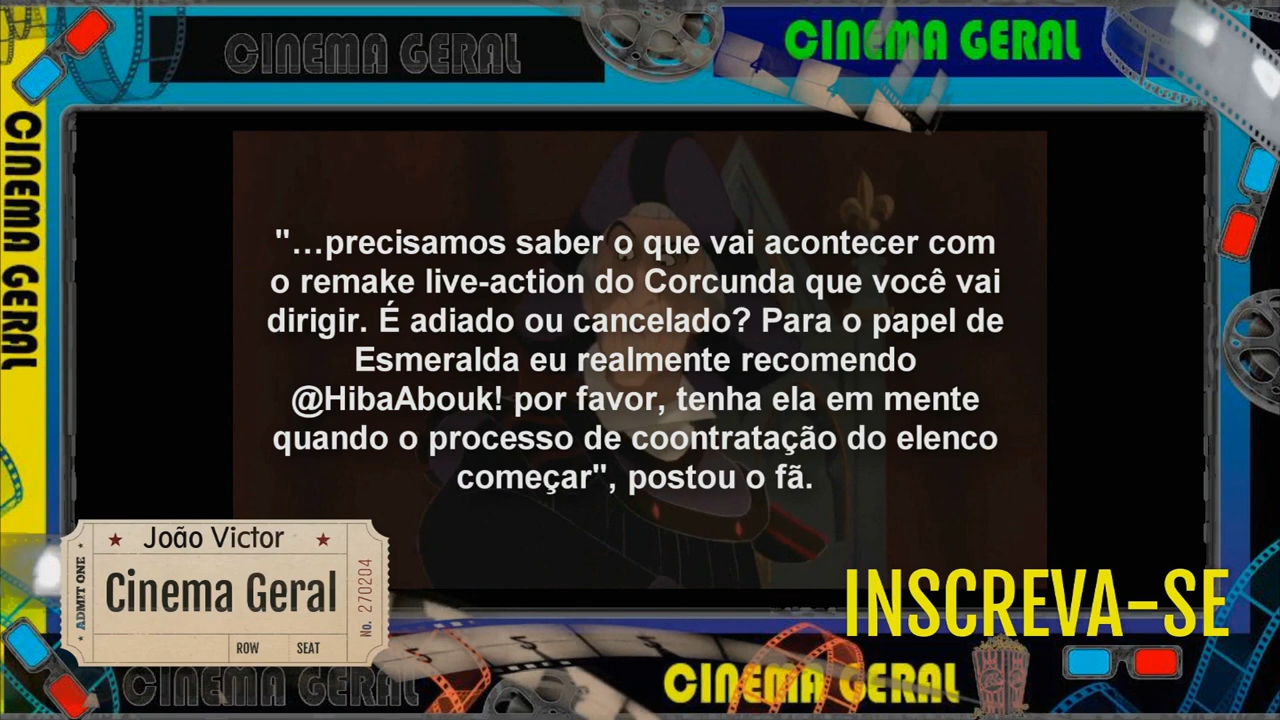 CINEMA GERAL
CINEMA GERAL
CINEMA GERAL
"…precisamos saber o que vai acontecer com
o remake live-action do Corcunda que você vai
dirigir. É adiado ou cancelado? Para o papel de
Esmeralda eu realmente recomendo
@HibaAbouk! por favor, tenha ela em mente
quando o processo de coontratação do elenco
começar", postou o fã.
João Victor
ADMIT ONE
Cinema Geral
No. 270204
ROW SEAT
INSCREVA-SE
CINEMA GERAL
CINEMA GERAL